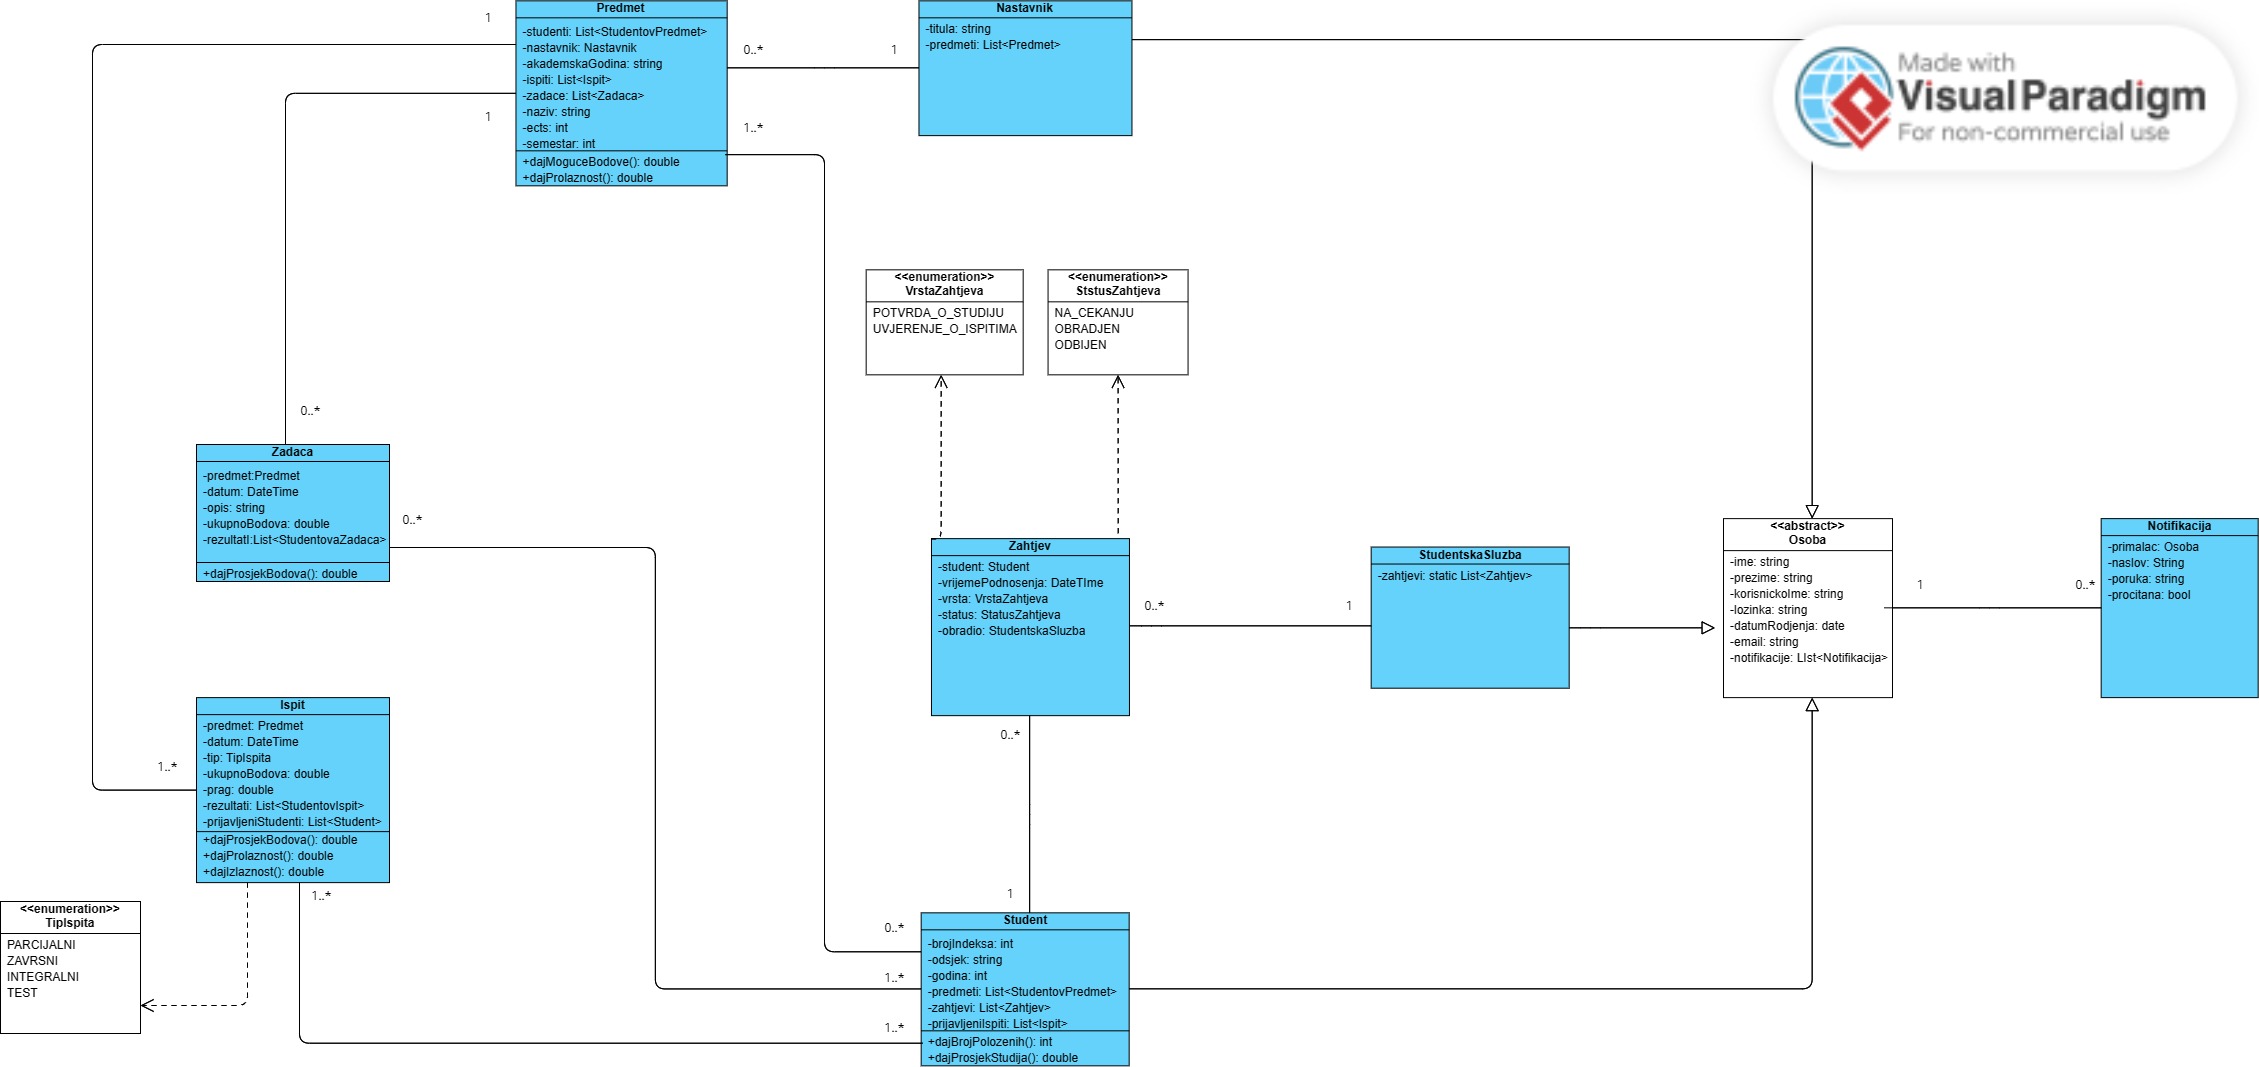 Predmet
-studenti: List<StudentovPredmet>
-nastavnik: Nastavnik
-akademskaGodina: string
-ispiti: List<Ispit>
-zadace: List<Zadaca>
-naziv: string
-ects: int
-semestar: int
+dajMoguceBodove(): double
+dajProlaznost(): double
1
1
0..*
1
1..*
Nastavnik
-titula: string
-predmeti: List<Predmet>
Made with
Visual Paradigm
For non-commercial use
<<enumeration>>
VrstaZahtjeva
POTVRDA_O_STUDIJU
UVJERENJE_O_ISPITIMA
<<enumeration>>
StstusZahtjeva
NA_CEKANJU
OBRADJEN
ODBIJEN
0..*
Zadaca
-predmet:Predmet
-datum: DateTime
-opis: string
-ukupnoBodova: double
-rezultatI:List<StudentovaZadaca>
+dajProsjekBodova(): double
0..*
Zahtjev
-student: Student
-vrijemePodnosenja: DateTIme
-vrsta: VrstaZahtjeva
-status: StatusZahtjeva
-obradio: StudentskaSluzba
0..*
1
StudentskaSluzba
-zahtjevi: static List<Zahtjev>
<<abstract>>
Osoba
-ime: string
-prezime: string
-korisnickoIme: string
-lozinka: string
-datumRodjenja: date
-email: string
-notifikacije: LIst<Notifikacija>
1
0..*
Notifikacija
-primalac: Osoba
-naslov: String
-poruka: string
-procitana: bool
1..*
Ispit
-predmet: Predmet
-datum: DateTime
-tip: TipIspita
-ukupnoBodova: double
-prag: double
-rezultati: List<StudentovIspit>
-prijavljeniStudenti: List<Student>
+dajProsjekBodova(): double
+dajProlaznost(): double
+dajIzlaznost(): double
1..*
<<enumeration>>
TipIspita
PARCIJALNI
ZAVRSNI
INTEGRALNI
TEST
0..*
1
0..*
1..*
1..*
Student
-brojIndeksa: int
-odsjek: string
-godina: int
-predmeti: List<StudentovPredmet>
-zahtjevi: List<Zahtjev>
-prijavljeniIspiti: List<Ispit>
+dajBrojPolozenih(): int
+dajProsjekStudija(): double